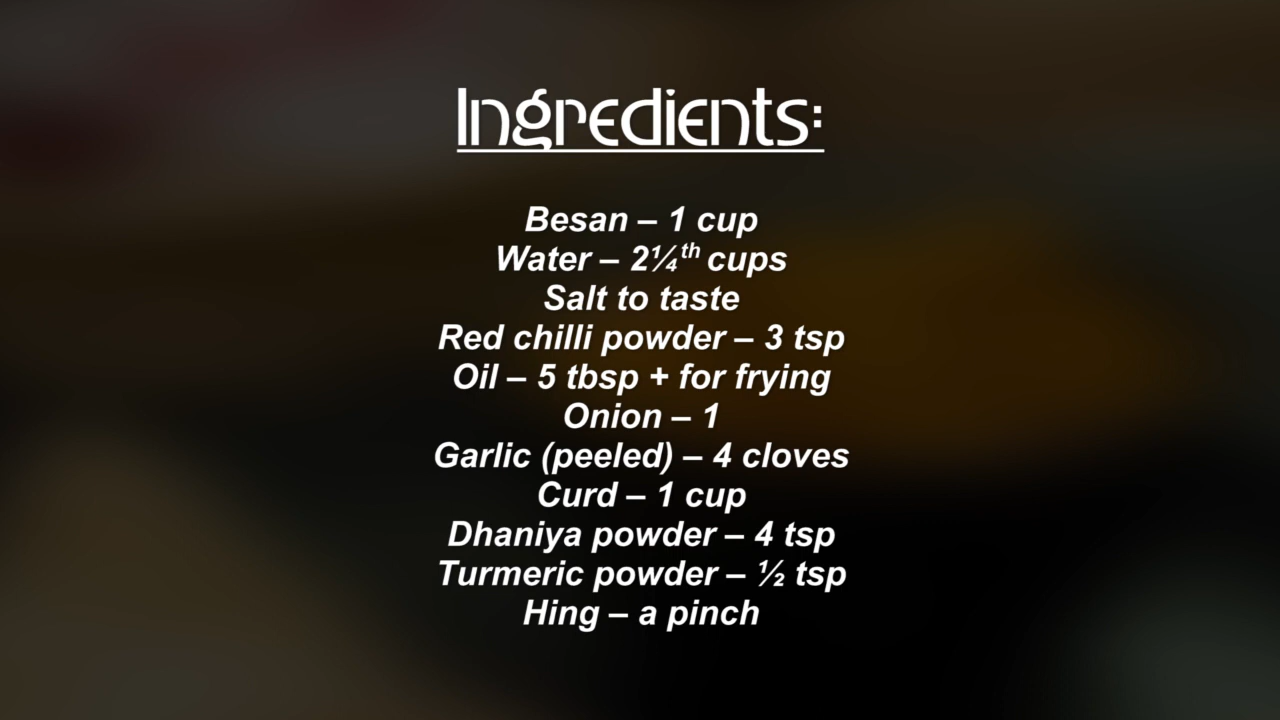 Ingredients:
Besan – 1 cup
Water – 2¼th cups
Salt to taste
Red chilli powder – 3 tsp
Oil – 5 tbsp + for frying
Onion – 1
Garlic (peeled) – 4 cloves
Curd – 1 cup
Dhaniya powder – 4 tsp
Turmeric powder – ½ tsp
Hing – a pinch